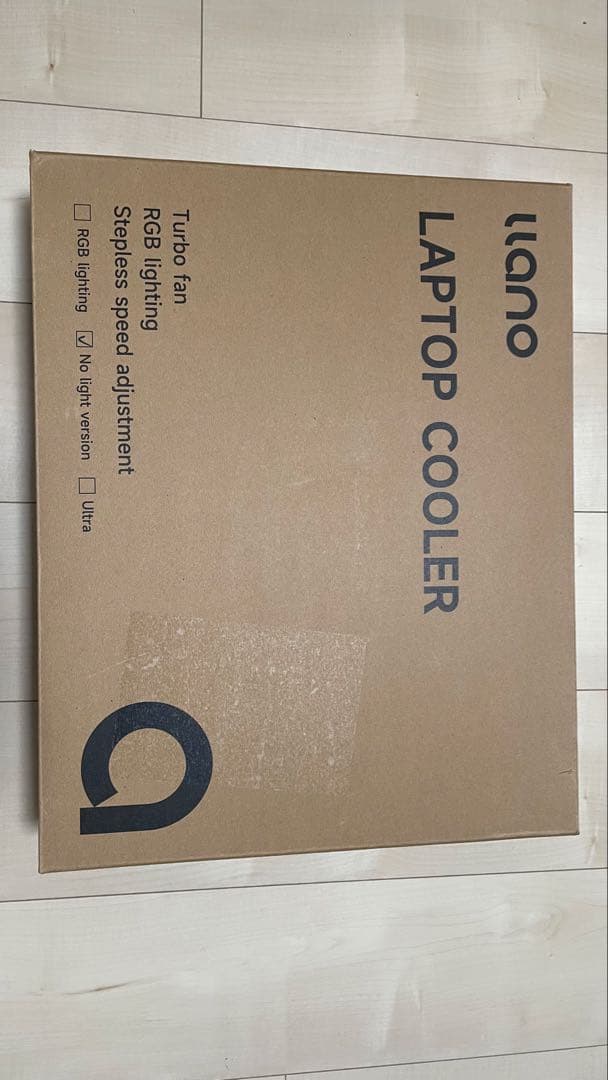 llano
LAPTOP COOLER
Turbo fan
RGB lighting
Stepless speed adjustment
☐ RGB lighting ☑ No light version ☐ Ultra